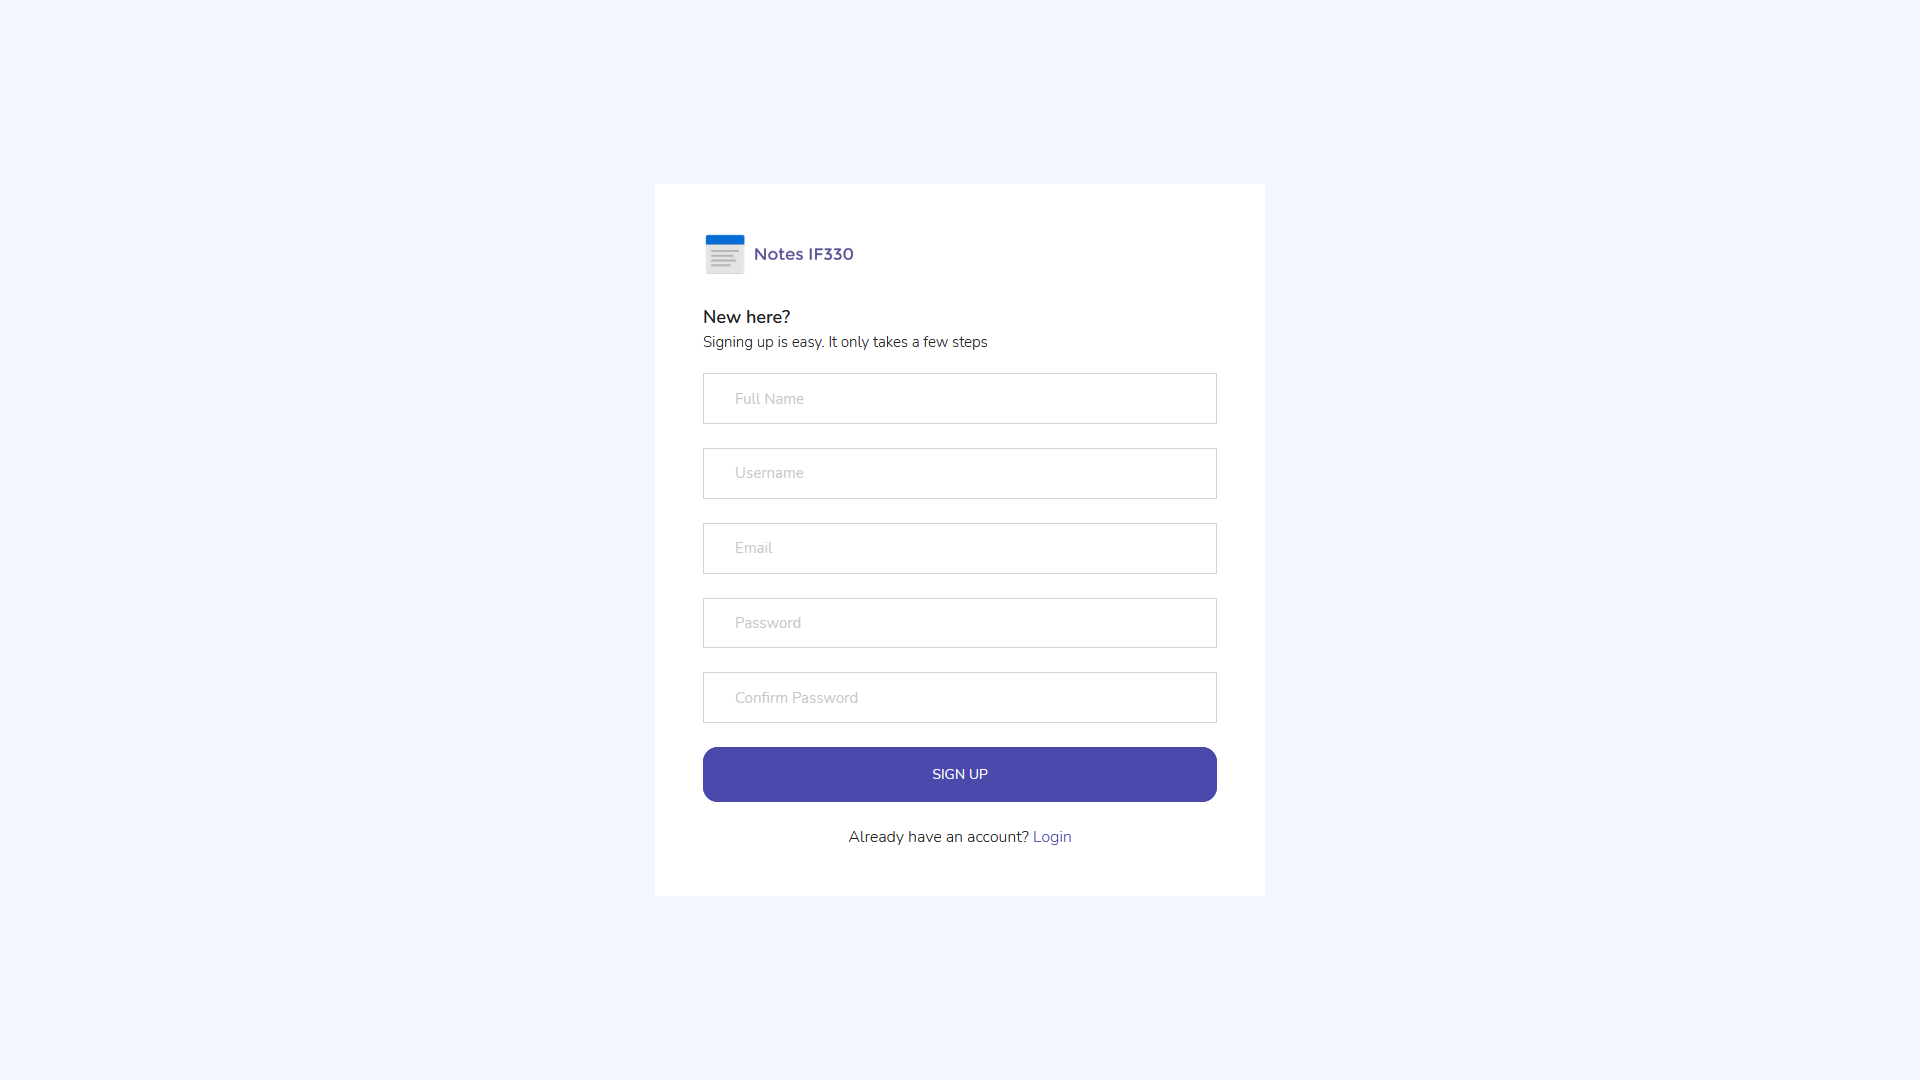 Notes IF330
New here?
Signing up is easy. It only takes a few steps
Full Name
Username
Email
Password
Confirm Password
SIGN UP
Already have an account? Login